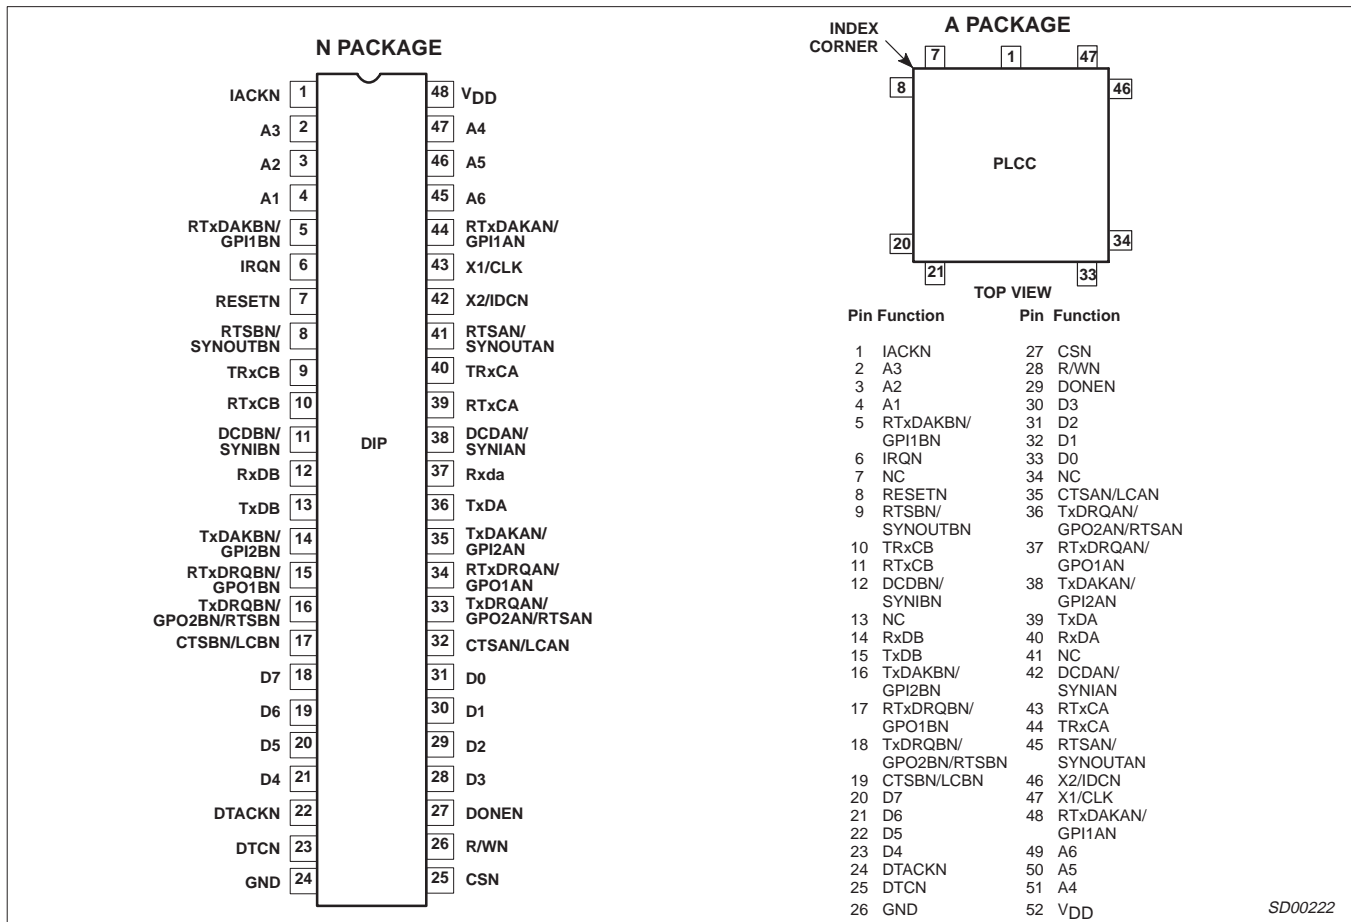 N PACKAGE
IACKN 1
A3 2
A2 3
A1 4
RTxDAKBN/
GPI1BN 5
IRQN 6
RESETN 7
RTSBN/
SYNOUTBN 8
TRxCB 9
RTxCB 10
DCDBN/
SYNIBN 11
RxDB 12
TxDB 13
TxDAKBN/
GPI2BN 14
RTxDRQBN/
GPO1BN 15
TxDRQBN/
GPO2BN/RTSBN 16
CTSBN/LCBN 17
D7 18
D6 19
D5 20
D4 21
DTACKN 22
DTCN 23
GND 24
DIP
48 VDD
47 A4
46 A5
45 A6
44 RTxDAKAN/
GPI1AN
43 X1/CLK
42 X2/IDCN
41 RTSAN/
SYNOUTAN
40 TRxCA
39 RTxCA
38 DCDAN/
SYNIAN
37 Rxda
36 TxDA
35 TxDAKAN/
GPI2AN
34 RTxDRQAN/
GPO1AN
33 TxDRQAN/
GPO2AN/RTSAN
32 CTSAN/LCAN
31 D0
30 D1
29 D2
28 D3
27 DONEN
26 R/WN
25 CSN
A PACKAGE
INDEX
CORNER
7 1 47
8 46
PLCC
20 34
21 33
TOP VIEW
Pin Function
1 IACKN
2 A3
3 A2
4 A1
5 RTxDAKBN/
GPI1BN
6 IRQN
7 NC
8 RESETN
9 RTSBN/
SYNOUTBN
10 TRxCB
11 RTxCB
12 DCDBN/
SYNIBN
13 NC
14 RxDB
15 TxDB
16 TxDAKBN/
GPI2BN
17 RTxDRQBN/
GPO1BN
18 TxDRQBN/
GPO2BN/RTSBN
19 CTSBN/LCBN
20 D7
21 D6
22 D5
23 D4
24 DTACKN
25 DTCN
26 GND
Pin Function
27 CSN
28 R/WN
29 DONEN
30 D3
31 D2
32 D1
33 D0
34 NC
35 CTSAN/LCAN
36 TxDRQAN/
GPO2AN/RTSAN
37 RTxDRQAN/
GPO1AN
38 TxDAKAN/
GPI2AN
39 TxDA
40 RxDA
41 NC
42 DCDAN/
SYNIAN
43 RTxCA
44 TRxCA
45 RTSAN/
SYNOUTAN
46 X2/IDCN
47 X1/CLK
48 RTxDAKAN/
GPI1AN
49 A6
50 A5
51 A4
52 VDD
SD00222